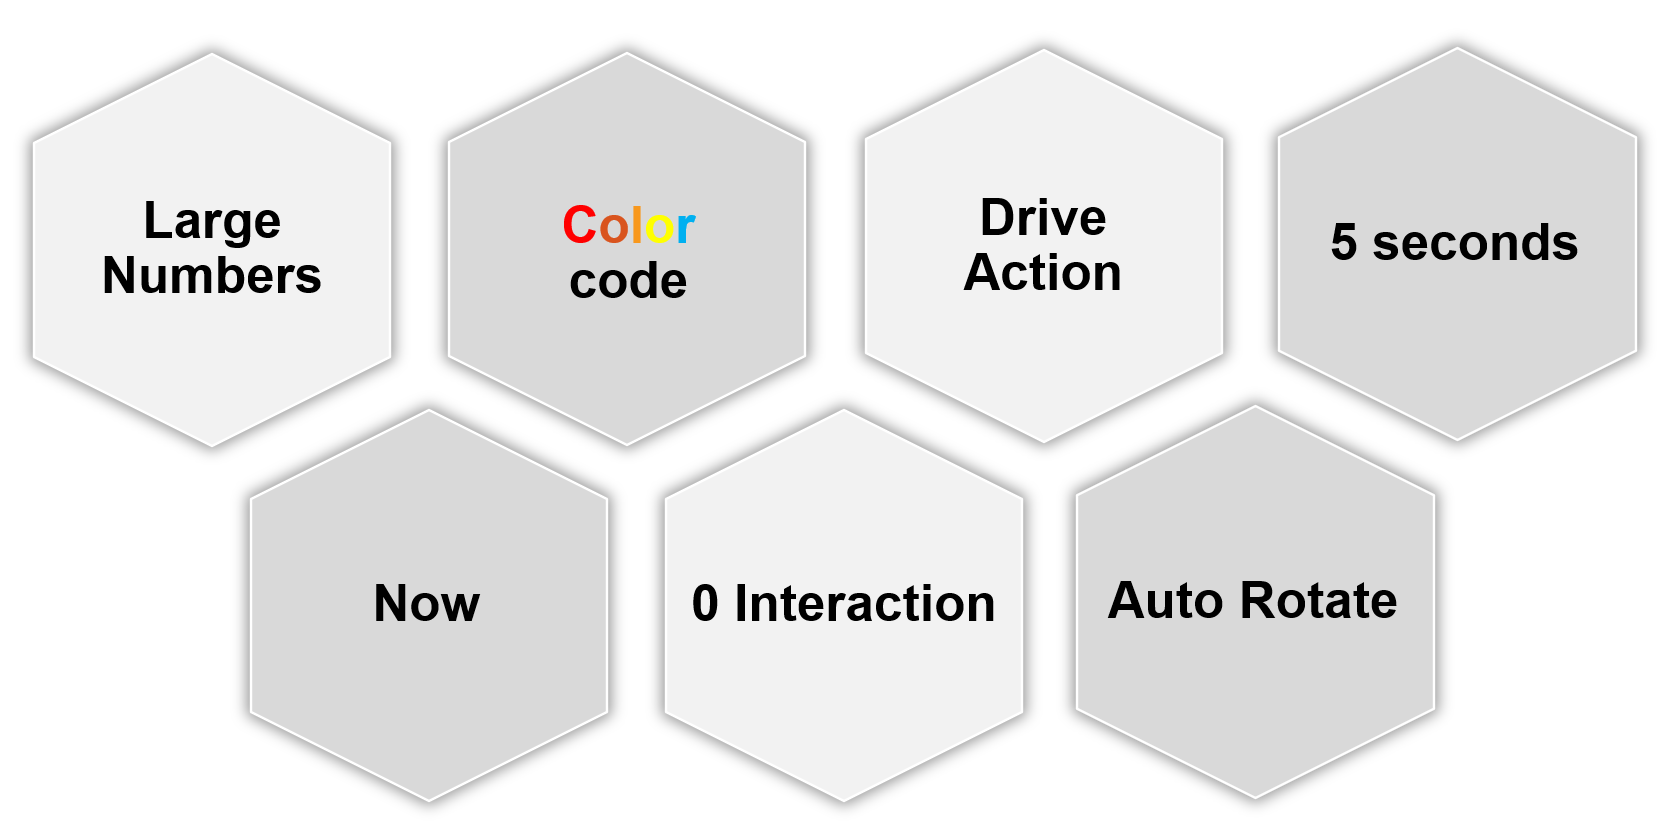 Large
Numbers
Color
code
Drive
Action
5 seconds
Now
0 Interaction
Auto Rotate